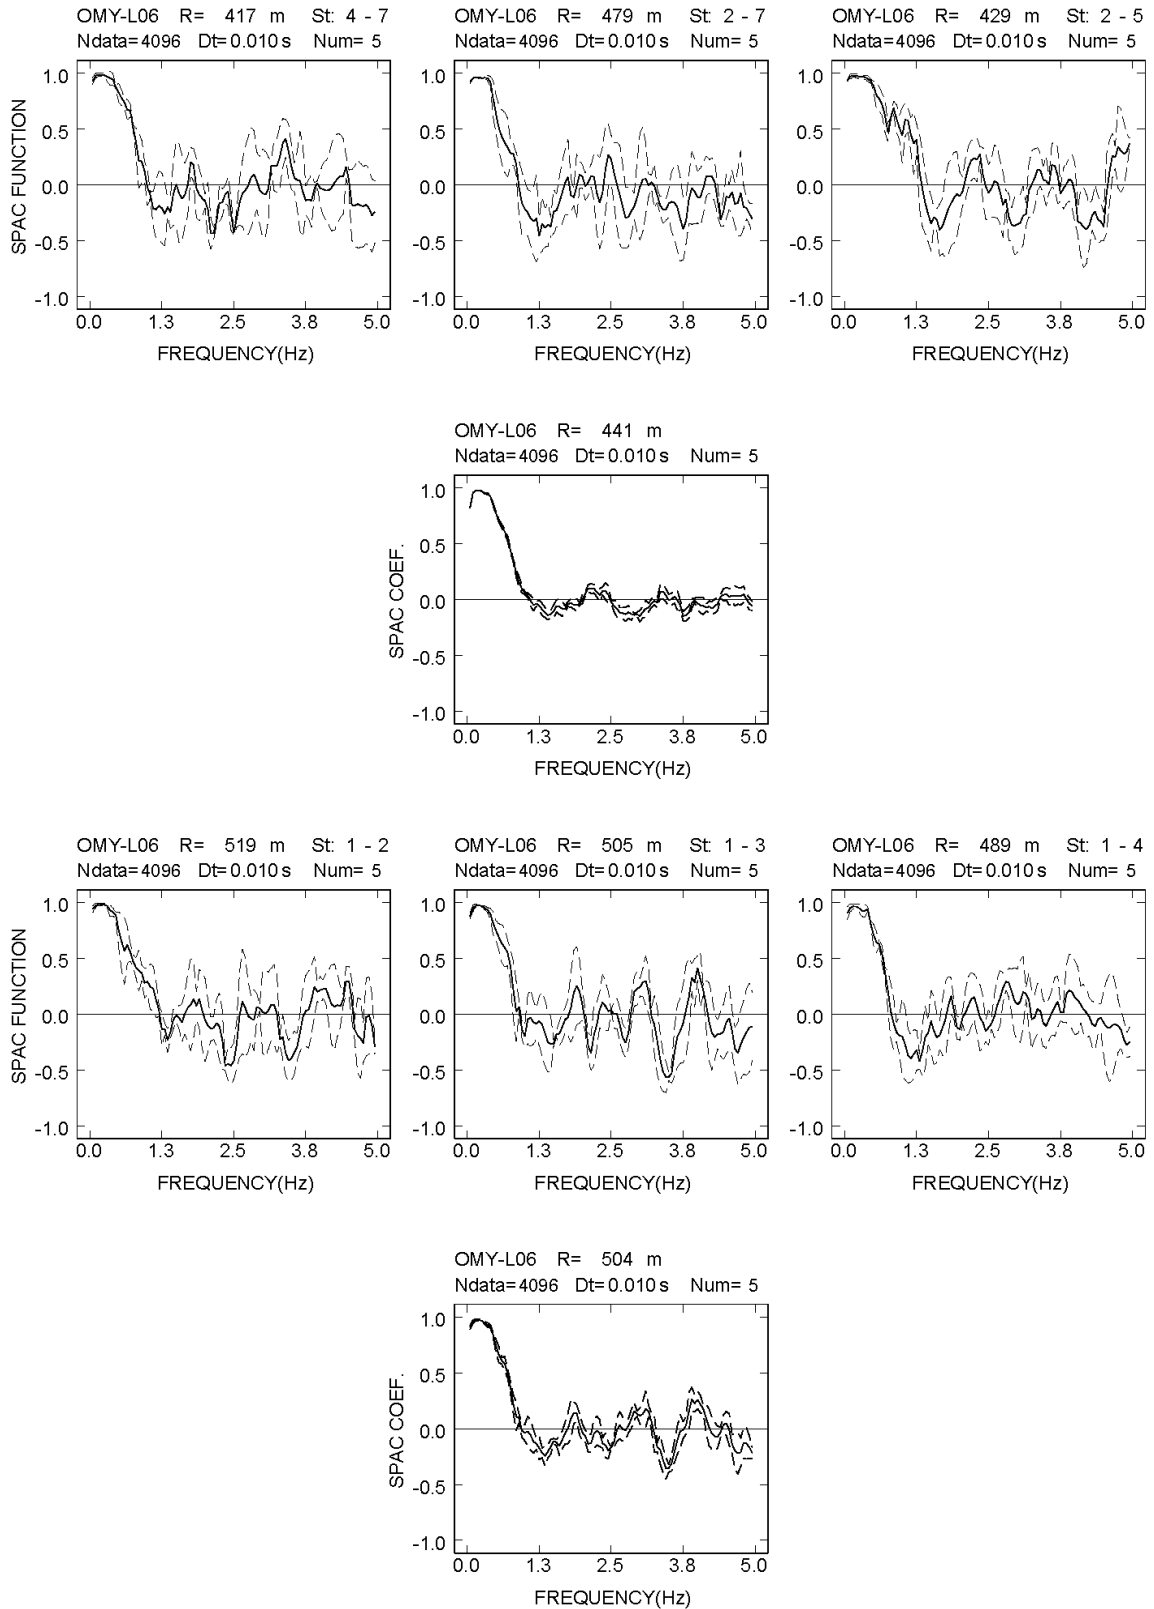 OMY-L06 R= 417 m St: 4 - 7
Ndata=4096 Dt=0.010 s Num= 5
1.0
0.5
0.0
-0.5
-1.0
SPAC FUNCTION
0.0 1.3 2.5 3.8 5.0
FREQUENCY(Hz)
OMY-L06 R= 479 m St: 2 - 7
Ndata=4096 Dt=0.010 s Num= 5
1.0
0.5
0.0
-0.5
-1.0
0.0 1.3 2.5 3.8 5.0
FREQUENCY(Hz)
OMY-L06 R= 429 m St: 2 - 5
Ndata=4096 Dt=0.010 s Num= 5
1.0
0.5
0.0
-0.5
-1.0
0.0 1.3 2.5 3.8 5.0
FREQUENCY(Hz)
OMY-L06 R= 441 m
Ndata=4096 Dt=0.010 s Num= 5
1.0
0.5
0.0
-0.5
-1.0
SPAC COEF.
0.0 1.3 2.5 3.8 5.0
FREQUENCY(Hz)
OMY-L06 R= 519 m St: 1 - 2
Ndata=4096 Dt=0.010 s Num= 5
1.0
0.5
0.0
-0.5
-1.0
SPAC FUNCTION
0.0 1.3 2.5 3.8 5.0
FREQUENCY(Hz)
OMY-L06 R= 505 m St: 1 - 3
Ndata=4096 Dt=0.010 s Num= 5
1.0
0.5
0.0
-0.5
-1.0
0.0 1.3 2.5 3.8 5.0
FREQUENCY(Hz)
OMY-L06 R= 489 m St: 1 - 4
Ndata=4096 Dt=0.010 s Num= 5
1.0
0.5
0.0
-0.5
-1.0
0.0 1.3 2.5 3.8 5.0
FREQUENCY(Hz)
OMY-L06 R= 504 m
Ndata=4096 Dt=0.010 s Num= 5
1.0
0.5
0.0
-0.5
-1.0
SPAC COEF.
0.0 1.3 2.5 3.8 5.0
FREQUENCY(Hz)